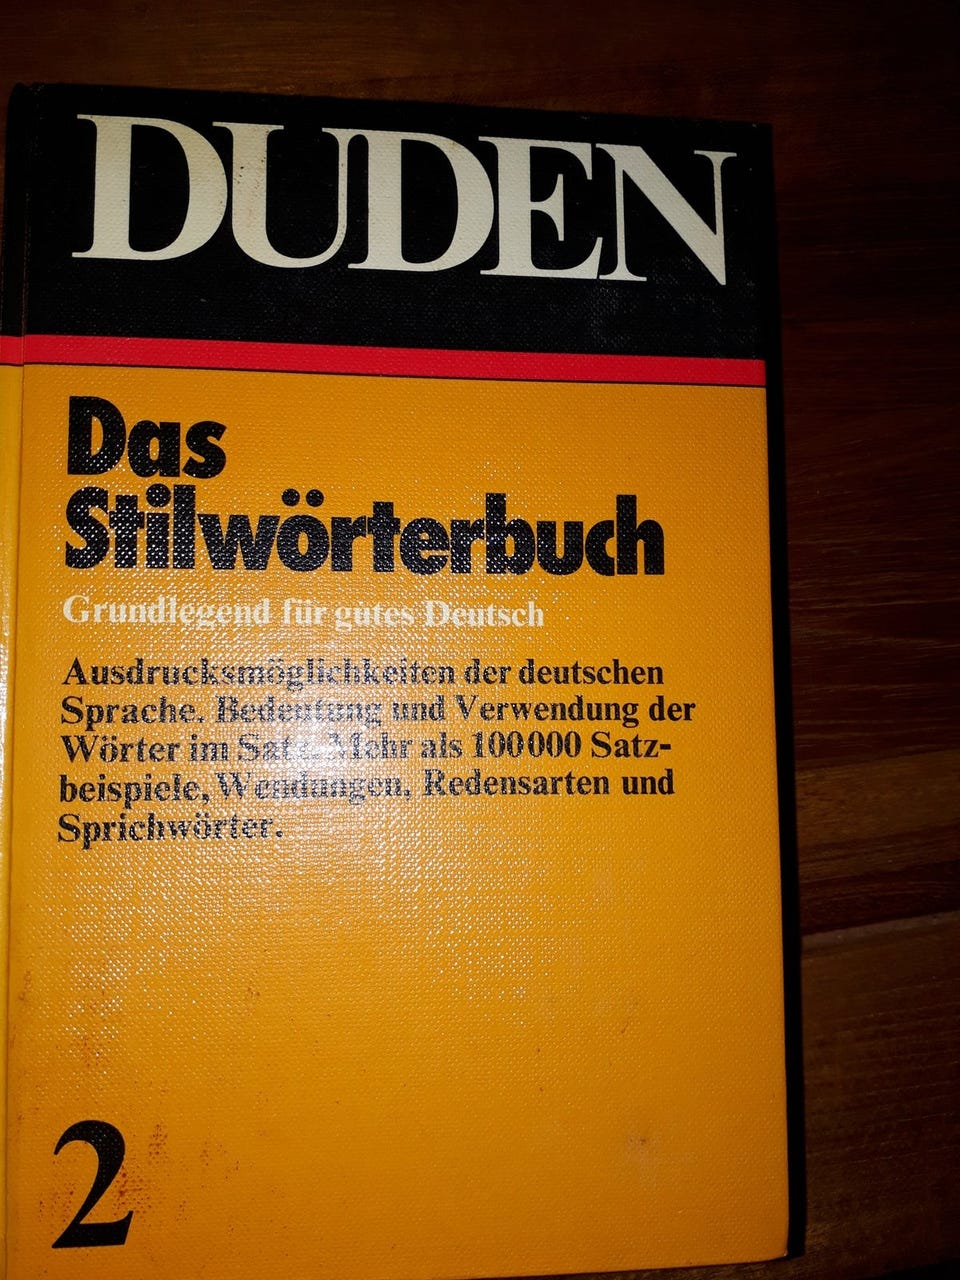 DUDEN
Das
Stilwörterbuch
Grundlegend für gutes Deutsch
Ausdrucksmöglichkeiten der deutschen
Sprache. Bedeutung und Verwendung der
Wörter im Satz. Mehr als 100000 Satz-
beispiele, Wendungen, Redensarten und
Sprichwörter.
2